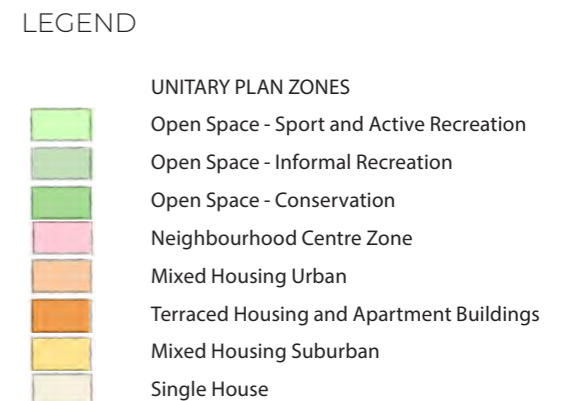 LEGEND
UNITARY PLAN ZONES
Open Space - Sport and Active Recreation
Open Space - Informal Recreation
Open Space - Conservation
Neighbourhood Centre Zone
Mixed Housing Urban
Terraced Housing and Apartment Buildings
Mixed Housing Suburban
Single House